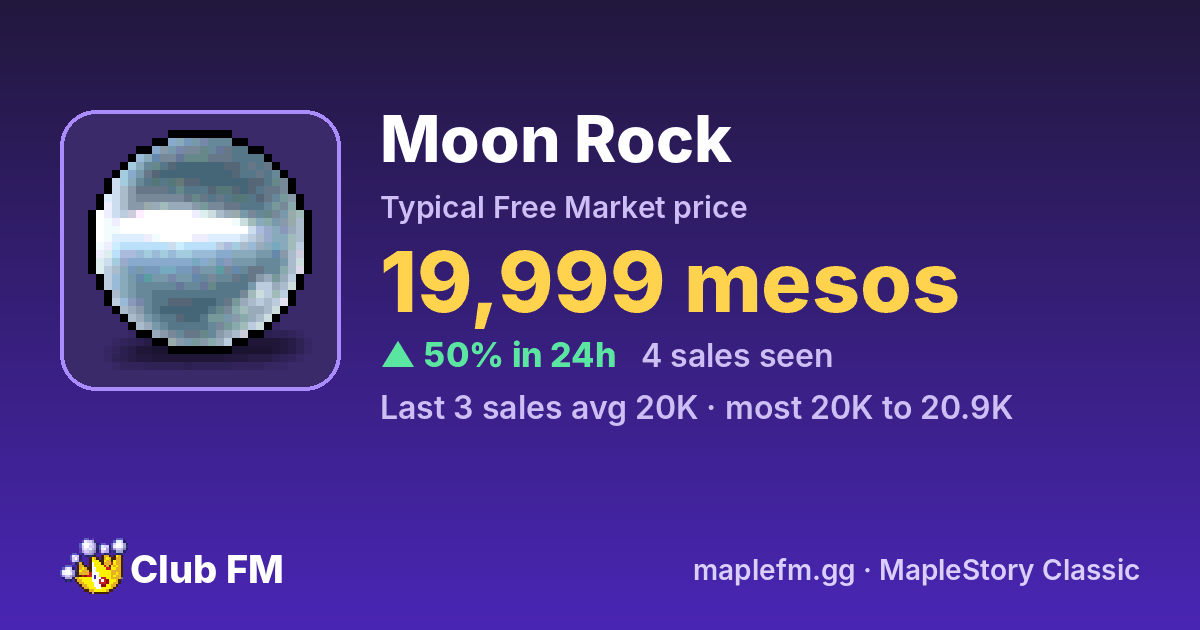 Moon Rock
Typical Free Market price
19,999 mesos
▲ 50% in 24h 4 sales seen
Last 3 sales avg 20K · most 20K to 20.9K
Club FM
maplefm.gg · MapleStory Classic